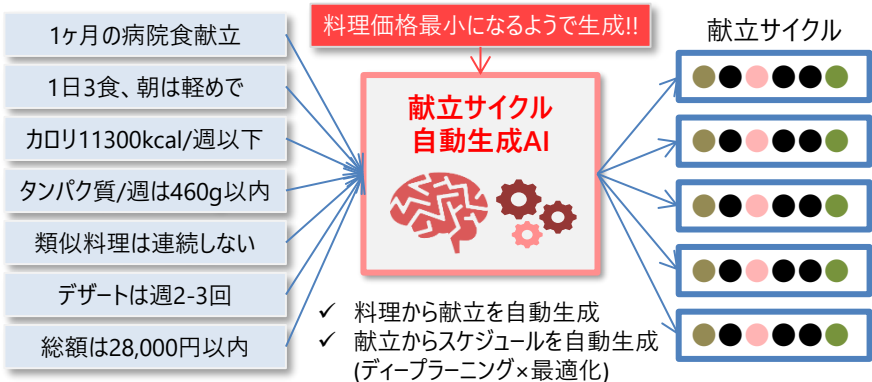 1ヶ月の病院食献立
1日3食、朝は軽めで
カロリ11300kcal/週以下
タンパク質/週は460g以内
類似料理は連続しない
デザートは週2-3回
総額は28,000円以内
料理価格最小になるようで生成!!
献立サイクル
自動生成AI
✓ 料理から献立を自動生成
✓ 献立からスケジュールを自動生成
(ディープラーニング×最適化)
献立サイクル